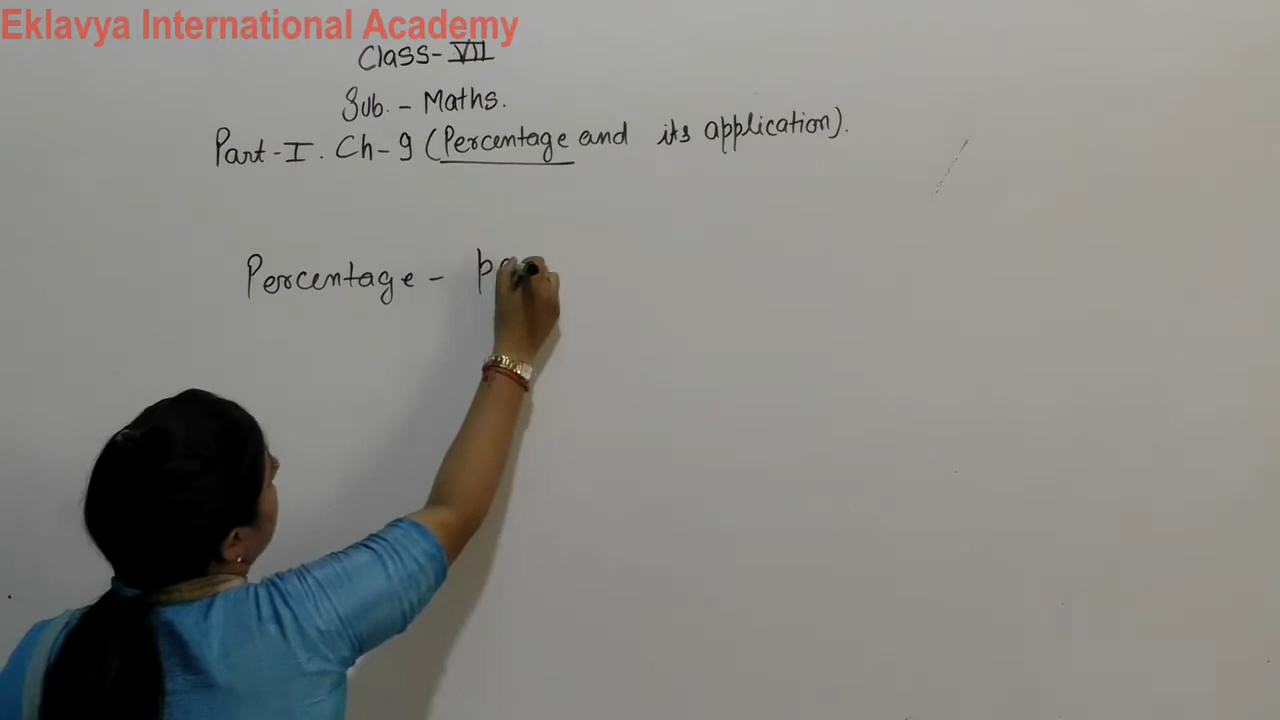 Eklavya International Academy
Class-VII
Sub. - Maths.
Part-I. Ch-9 (Percentage and its application).
Percentage -